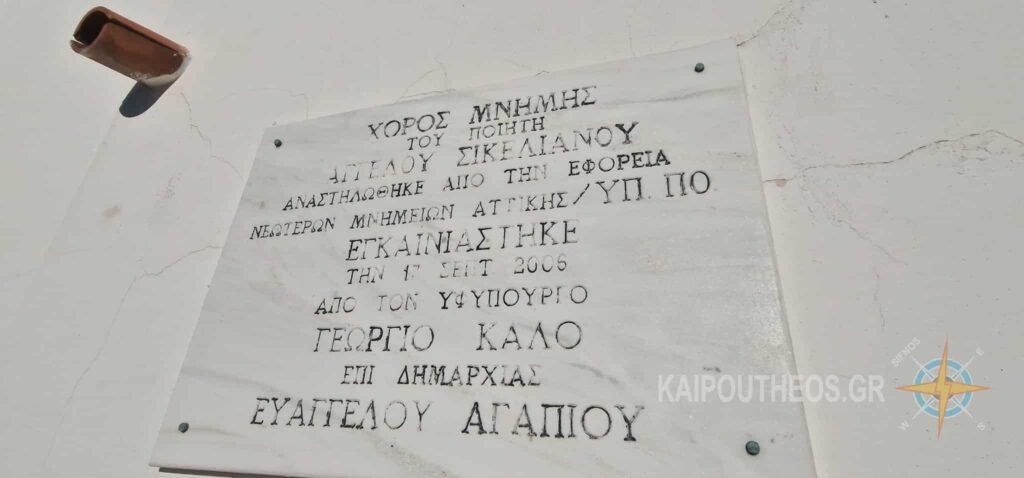 ΧΩΡΟΣ ΜΝΗΜΗΣ
ΤΟΥ ΠΟΙΗΤΗ
ΑΓΓΕΛΟΥ ΣΙΚΕΛΙΑΝΟΥ
ΑΝΑΣΤΗΛΩΘΗΚΕ ΑΠΟ ΤΗΝ ΕΦΟΡΕΙΑ
ΝΕΩΤΕΡΩΝ ΜΝΗΜΕΙΩΝ ΑΤΤΙΚΗΣ/ΥΠ. ΠΟ.
ΕΓΚΑΙΝΙΑΣΤΗΚΕ
ΤΗΝ 17 ΣΕΠΤ 2006
ΑΠΟ ΤΟΝ ΥΦΥΠΟΥΡΓΟ
ΓΕΩΡΓΙΟ ΚΑΛΟ
ΕΠΙ ΔΗΜΑΡΧΙΑΣ
ΕΥΑΓΓΕΛΟΥ ΑΓΑΠΙΟΥ
KAIPOUTHEOS.GR